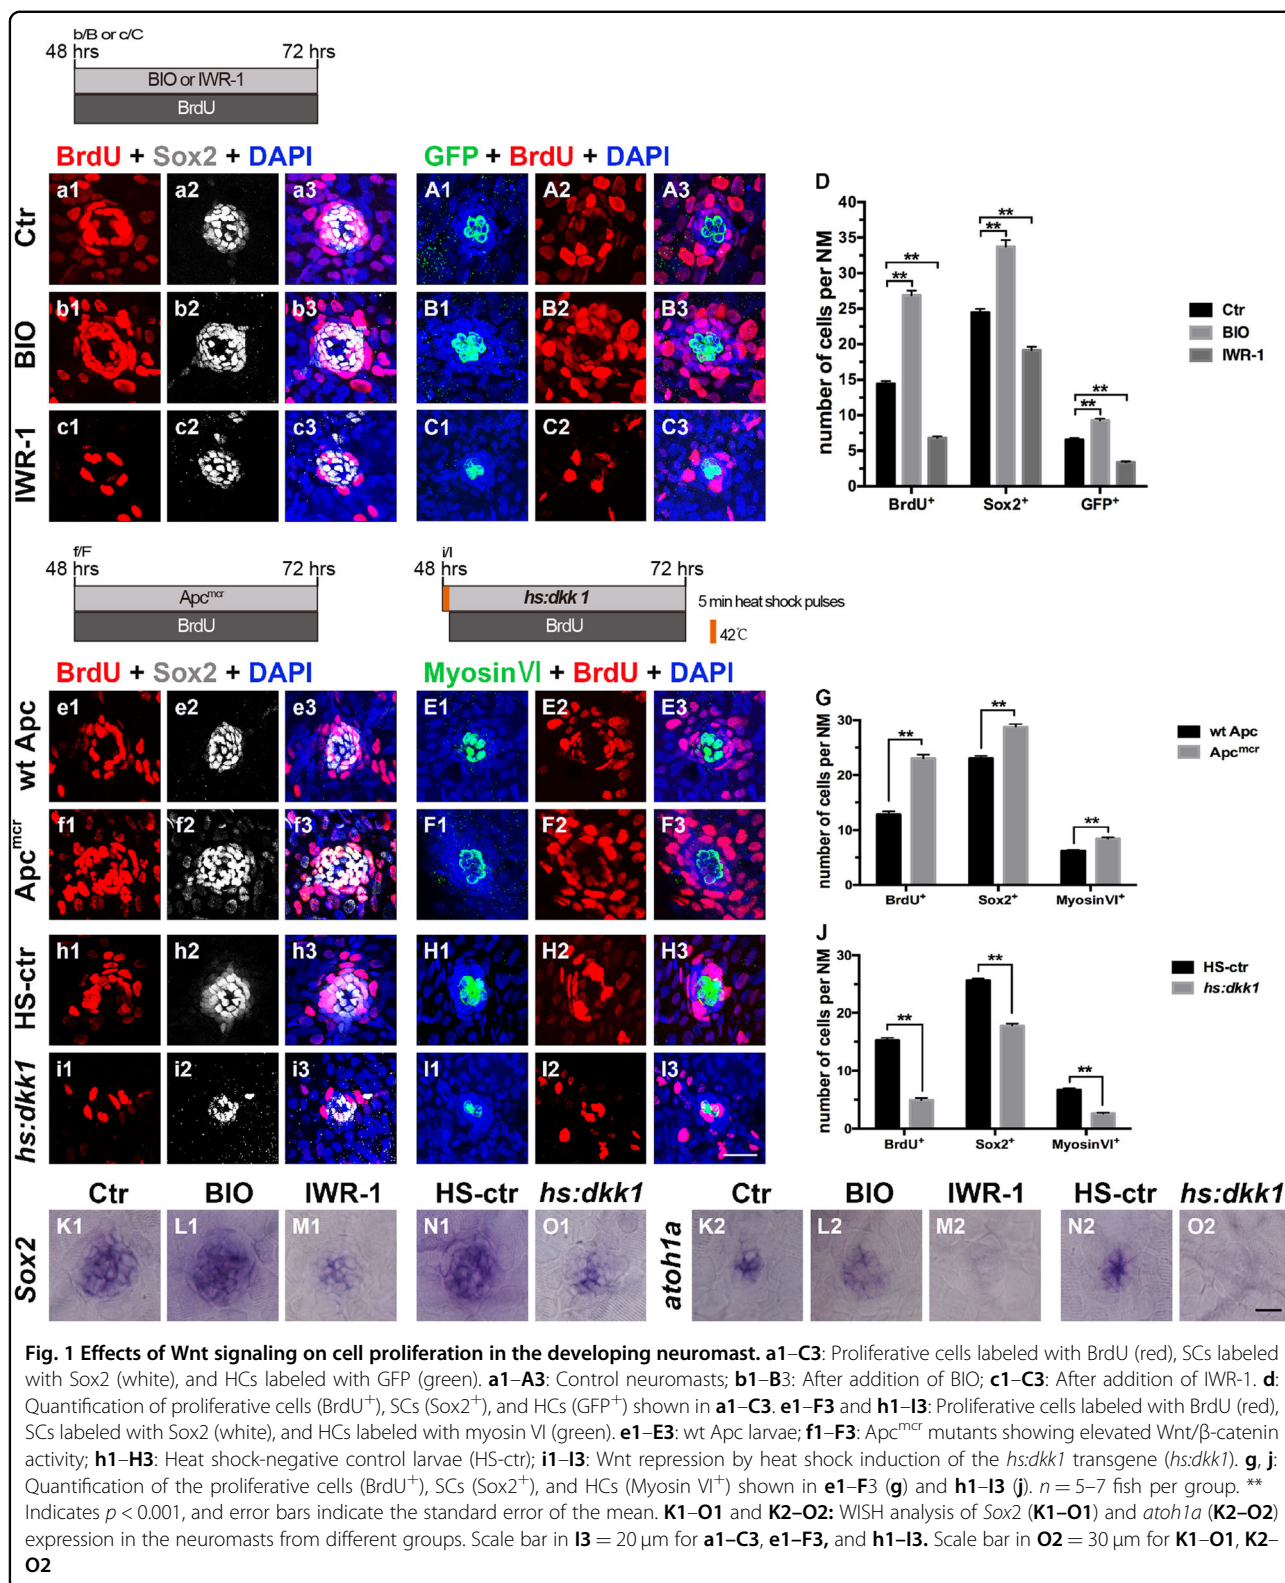 b/B or c/C
48 hrs 72 hrs
BIO or IWR-1
BrdU
BrdU + Sox2 + DAPI
GFP + BrdU + DAPI
Ctr
a1 a2 a3 A1 A2 A3
BIO
b1 b2 b3 B1 B2 B3
IWR-1
c1 c2 c3 C1 C2 C3
D
number of cells per NM
40
35
30
25
20
15
10
5
0
** ** ** ** ** **
BrdU⁺ Sox2⁺ GFP⁺
Ctr
BIO
IWR-1
f/F
48 hrs 72 hrs
Apcᵐᶜʳ
BrdU
i/I
48 hrs 72 hrs
hs:dkk1
BrdU
5 min heat shock pulses
42℃
BrdU + Sox2 + DAPI
MyosinVI + BrdU + DAPI
wt Apc
e1 e2 e3 E1 E2 E3
Apcᵐᶜʳ
f1 f2 f3 F1 F2 F3
HS-ctr
h1 h2 h3 H1 H2 H3
hs:dkk1
i1 i2 i3 I1 I2 I3
G
number of cells per NM
30
20
10
0
** ** **
BrdU⁺ Sox2⁺ MyosinVI⁺
wt Apc
Apcᵐᶜʳ
J
number of cells per NM
30
20
10
0
** ** **
BrdU⁺ Sox2⁺ MyosinVI⁺
HS-ctr
hs:dkk1
Ctr BIO IWR-1 HS-ctr hs:dkk1 Ctr BIO IWR-1 HS-ctr hs:dkk1
Sox2
K1 L1 M1 N1 O1
atoh1a
K2 L2 M2 N2 O2
Fig. 1 Effects of Wnt signaling on cell proliferation in the developing neuromast. a1–C3: Proliferative cells labeled with BrdU (red), SCs labeled
with Sox2 (white), and HCs labeled with GFP (green). a1–A3: Control neuromasts; b1–B3: After addition of BIO; c1–C3: After addition of IWR-1. d:
Quantification of proliferative cells (BrdU⁺), SCs (Sox2⁺), and HCs (GFP⁺) shown in a1–C3. e1–F3 and h1–I3: Proliferative cells labeled with BrdU (red),
SCs labeled with Sox2 (white), and HCs labeled with myosin VI (green). e1–E3: wt Apc larvae; f1–F3: Apcᵐᶜʳ mutants showing elevated Wnt/β-catenin
activity; h1–H3: Heat shock-negative control larvae (HS-ctr); i1–I3: Wnt repression by heat shock induction of the hs:dkk1 transgene (hs:dkk1). g, j:
Quantification of the proliferative cells (BrdU⁺), SCs (Sox2⁺), and HCs (Myosin VI⁺) shown in e1–F3 (g) and h1–I3 (j). n = 5–7 fish per group. **
Indicates p < 0.001, and error bars indicate the standard error of the mean. K1–O1 and K2–O2: WISH analysis of Sox2 (K1–O1) and atoh1a (K2–O2)
expression in the neuromasts from different groups. Scale bar in I3 = 20 μm for a1–C3, e1–F3, and h1–I3. Scale bar in O2 = 30 μm for K1–O1, K2–
O2